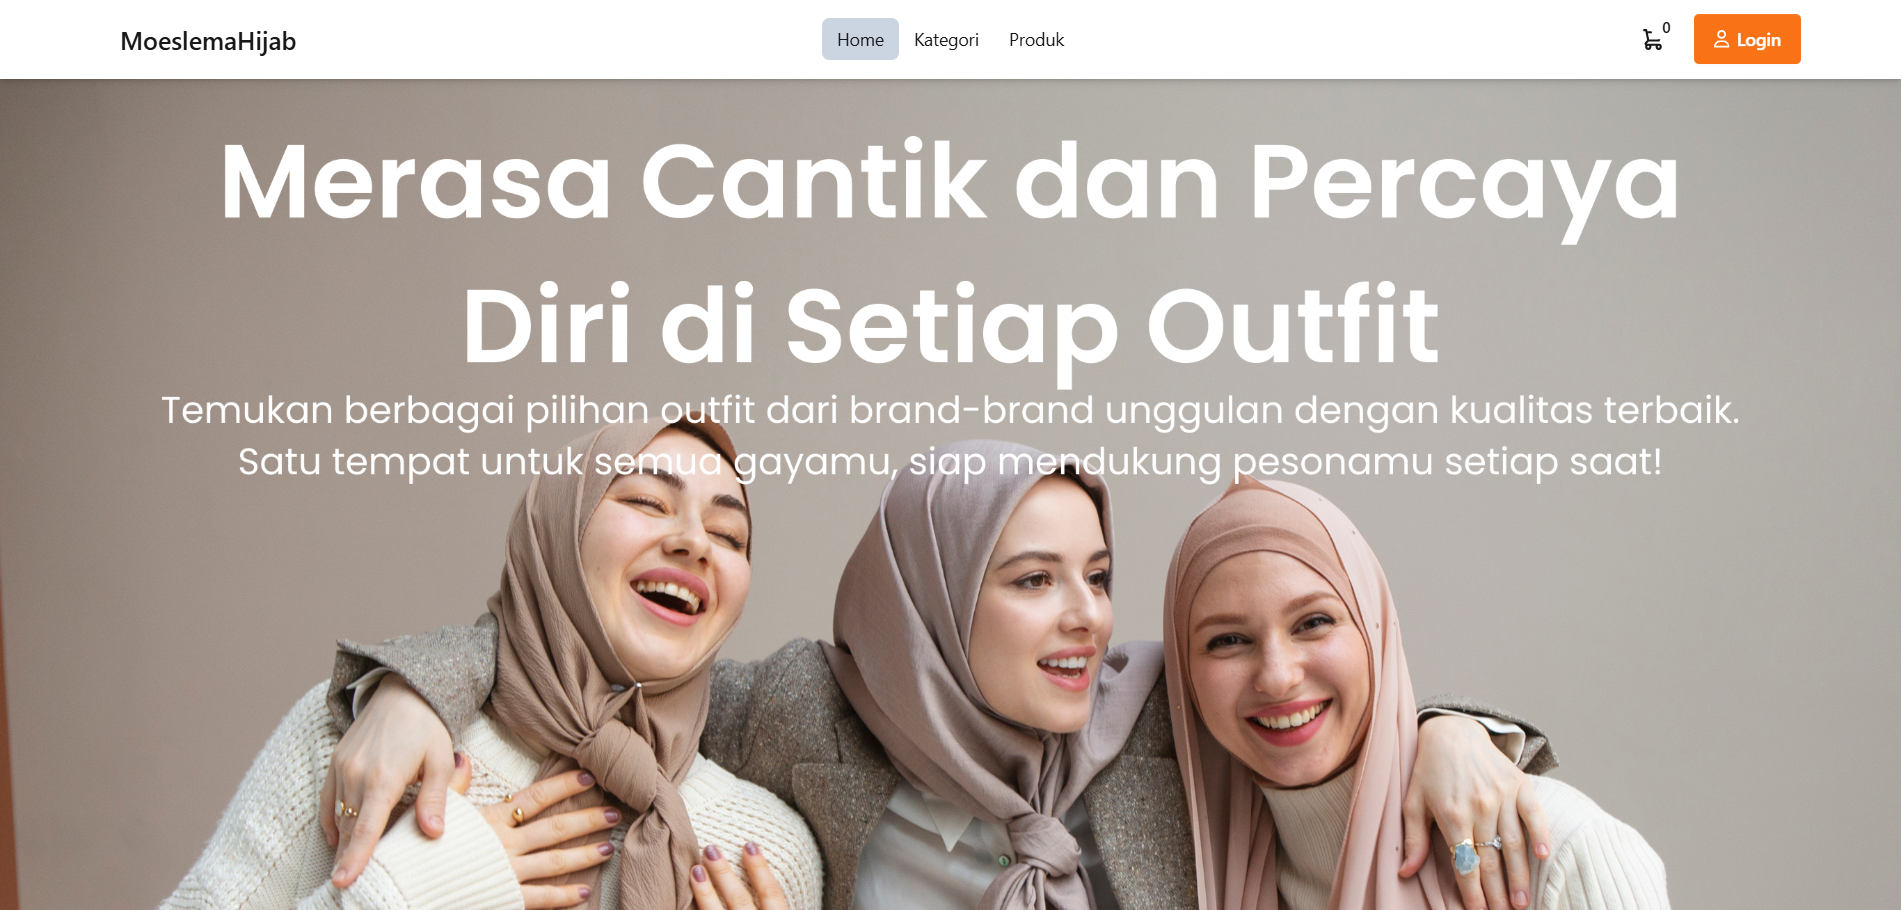 MoeslemaHijab
Home Kategori Produk
0
Login
Merasa Cantik dan Percaya
Diri di Setiap Outfit
Temukan berbagai pilihan outfit dari brand-brand unggulan dengan kualitas terbaik.
Satu tempat untuk semua gayamu, siap mendukung pesonamu setiap saat!